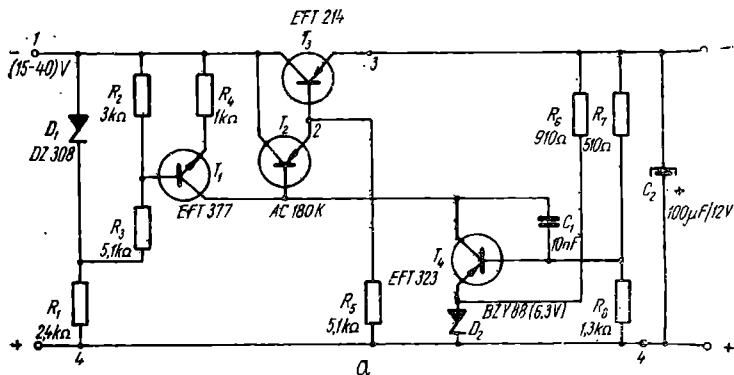 EFT 214
T3
− 1
3
−
(15-40)V
R2
3kΩ
R4
1kΩ
D1
DZ 308
T2
2
R6
910Ω
R7
510Ω
T1
C2
+
100µF/12V
EFT 377
AC 180K
R3
5,1kΩ
C1
10nF
T4
EFT 323
R1
2,4kΩ
R5
5,1kΩ
BZY88 (6,3V)
D2
R8
1,3kΩ
+
4
4
+
a